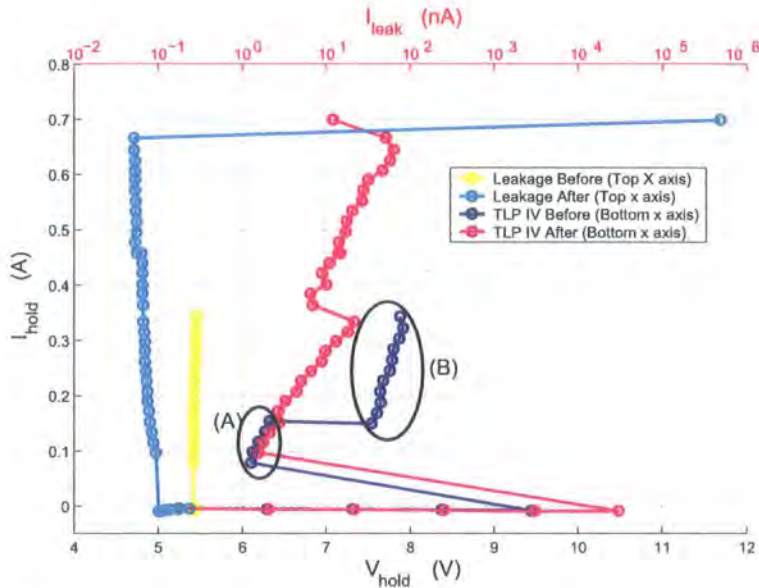 I_leak (nA)
10^-2 10^-1 10^0 10^1 10^2 10^3 10^4 10^5 10^6
0.8
0.7
0.6
0.5
0.4
0.3
0.2
0.1
0
I_hold (A)
Leakage Before (Top X axis)
Leakage After (Top x axis)
TLP IV Before (Bottom x axis)
TLP IV After (Bottom x axis)
(B)
(A)
4 5 6 7 8 9 10 11 12
V_hold (V)